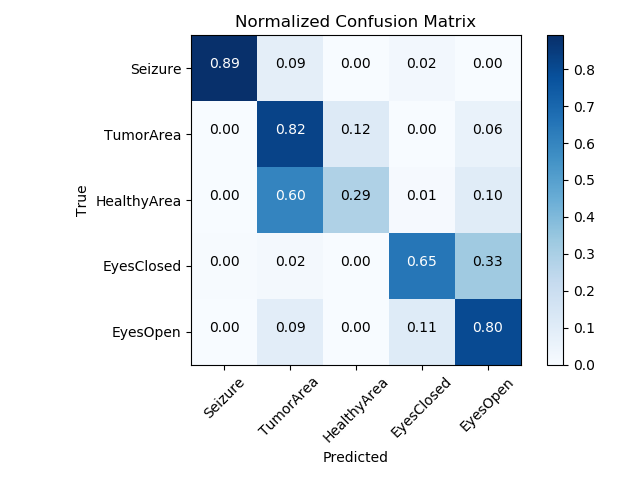 Normalized Confusion Matrix
Seizure 0.89 0.09 0.00 0.02 0.00
TumorArea 0.00 0.82 0.12 0.00 0.06
HealthyArea 0.00 0.60 0.29 0.01 0.10
EyesClosed 0.00 0.02 0.00 0.65 0.33
EyesOpen 0.00 0.09 0.00 0.11 0.80
True
Seizure TumorArea HealthyArea EyesClosed EyesOpen
Predicted
0.8
0.7
0.6
0.5
0.4
0.3
0.2
0.1
0.0